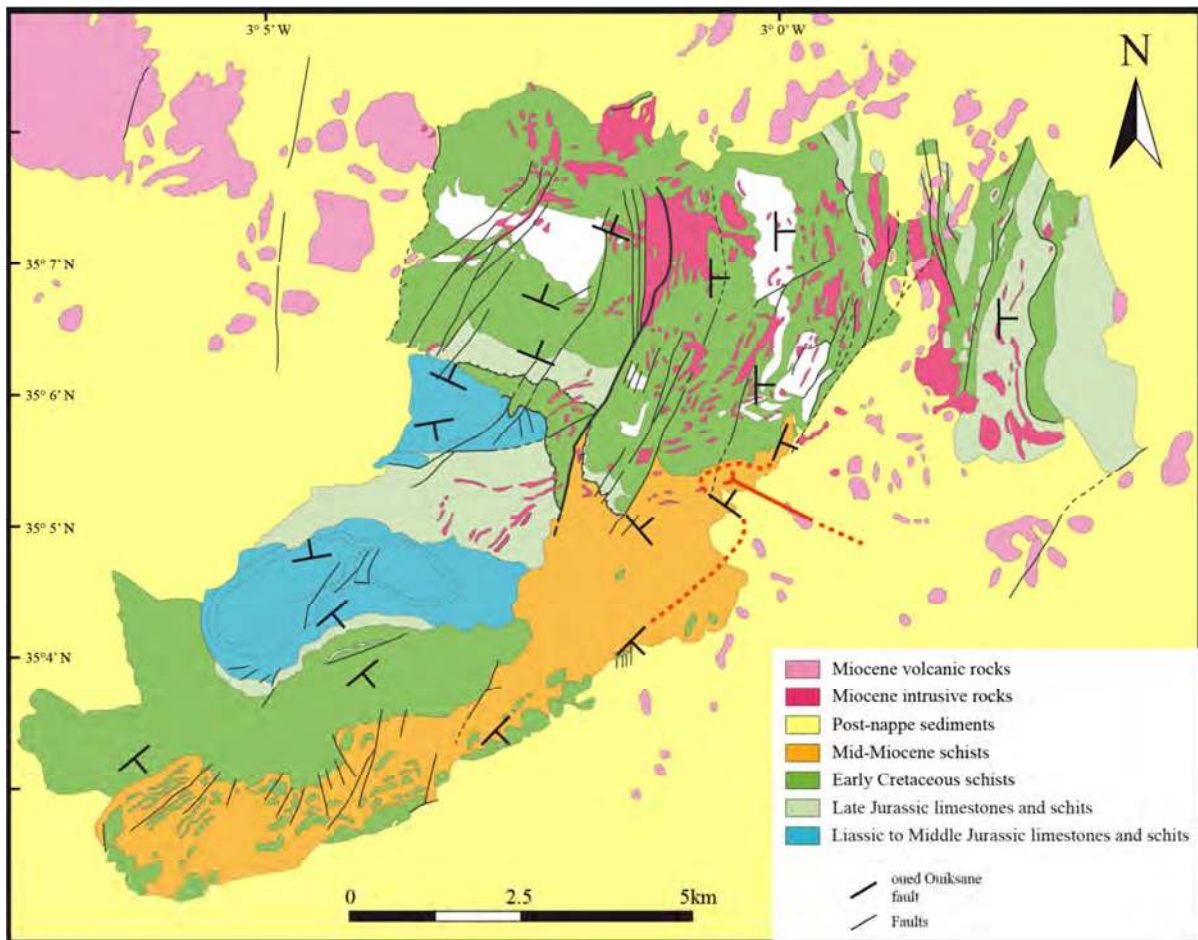 3° 5' W
3° 0' W
N
35° 7' N
35° 6' N
35° 5' N
35° 4' N
Miocene volcanic rocks
Miocene intrusive rocks
Post-nappe sediments
Mid-Miocene schists
Early Cretaceous schists
Late Jurassic limestones and schits
Liassic to Middle Jurassic limestones and schits
oued Ouiksane
fault
Faults
0
2.5
5km